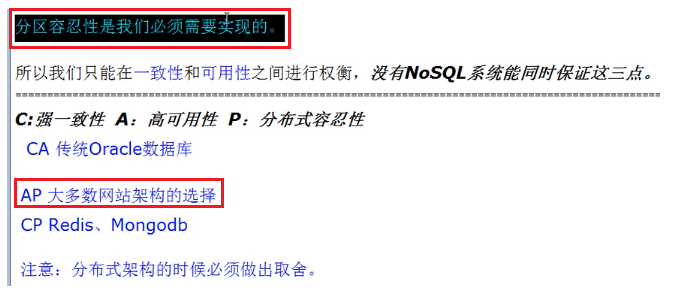 分区容忍性是我们必须需要实现的。
所以我们只能在一致性和可用性之间进行权衡，没有NoSQL系统能同时保证这三点。
=====================================================================================
C:强一致性 A：高可用性 P：分布式容忍性
CA 传统Oracle数据库
AP 大多数网站架构的选择
CP Redis、Mongodb
注意：分布式架构的时候必须做出取舍。